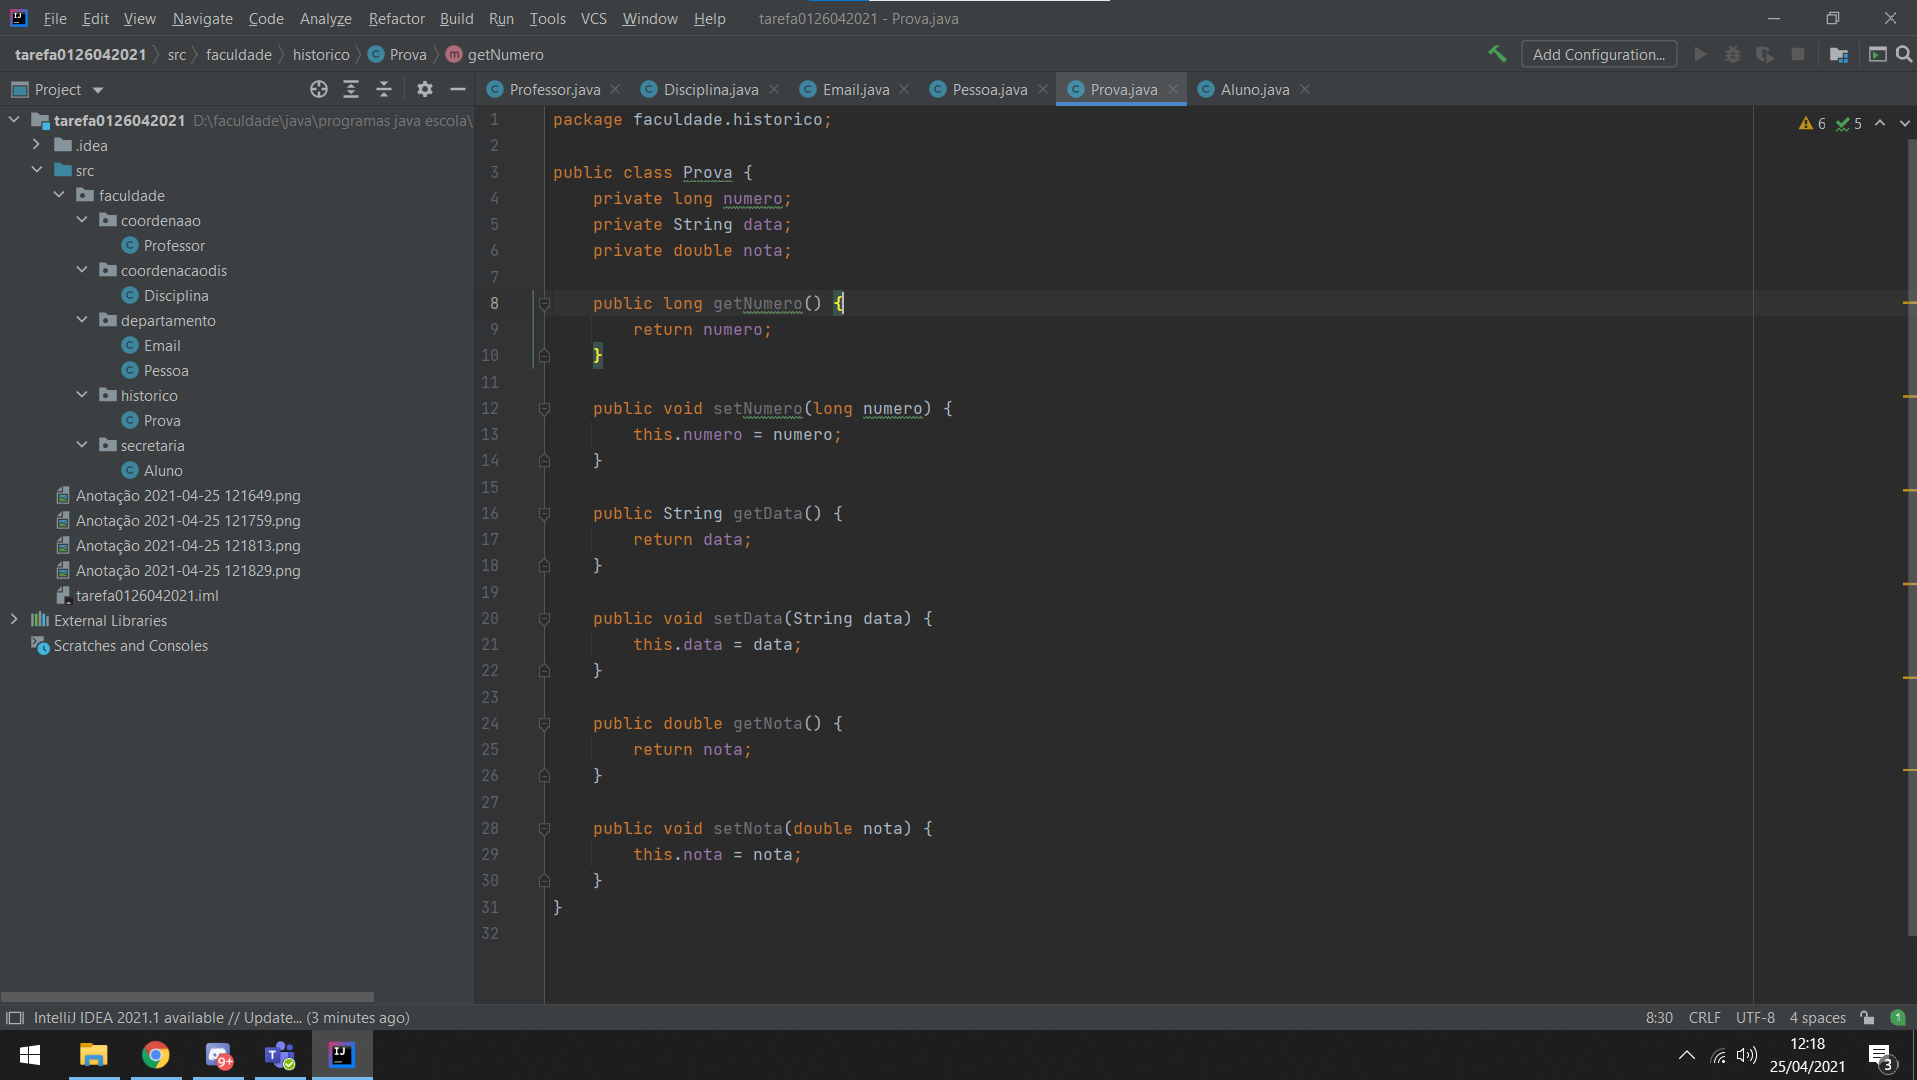 File Edit View Navigate Code Analyze Refactor Build Run Tools VCS Window Help tarefa0126042021 - Prova.java
tarefa0126042021 src faculdade historico Prova getNumero Add Configuration...
Project
Professor.java Disciplina.java Email.java Pessoa.java Prova.java Aluno.java
tarefa0126042021 D:\faculdade\java\programas java escola\
.idea
src
faculdade
coordenaao
Professor
coordenacaodis
Disciplina
departamento
Email
Pessoa
historico
Prova
secretaria
Aluno
Anotação 2021-04-25 121649.png
Anotação 2021-04-25 121759.png
Anotação 2021-04-25 121813.png
Anotação 2021-04-25 121829.png
tarefa0126042021.iml
External Libraries
Scratches and Consoles
6 5
1 package faculdade.historico;
2
3 public class Prova {
4 private long numero;
5 private String data;
6 private double nota;
7
8 public long getNumero() {
9 return numero;
10 }
11
12 public void setNumero(long numero) {
13 this.numero = numero;
14 }
15
16 public String getData() {
17 return data;
18 }
19
20 public void setData(String data) {
21 this.data = data;
22 }
23
24 public double getNota() {
25 return nota;
26 }
27
28 public void setNota(double nota) {
29 this.nota = nota;
30 }
31 }
32
IntelliJ IDEA 2021.1 available // Update... (3 minutes ago) 8:30 CRLF UTF-8 4 spaces 1
9+ IJ 12:18
25/04/2021 3